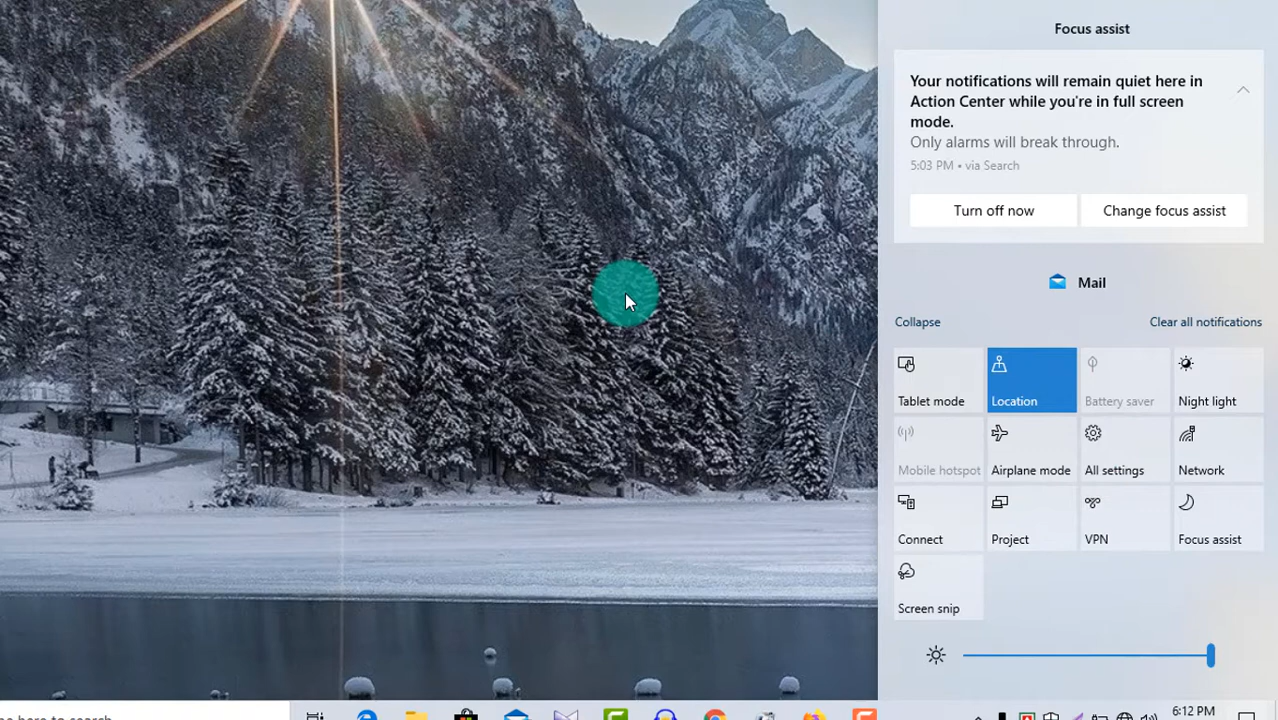 Focus assist
Your notifications will remain quiet here in
Action Center while you're in full screen
mode.
Only alarms will break through.
5:03 PM • via Search
Turn off now
Change focus assist
Mail
Collapse
Clear all notifications
Tablet mode
Location
Battery saver
Night light
Mobile hotspot
Airplane mode
All settings
Network
Connect
Project
VPN
Focus assist
Screen snip
here to search
6:12 PM